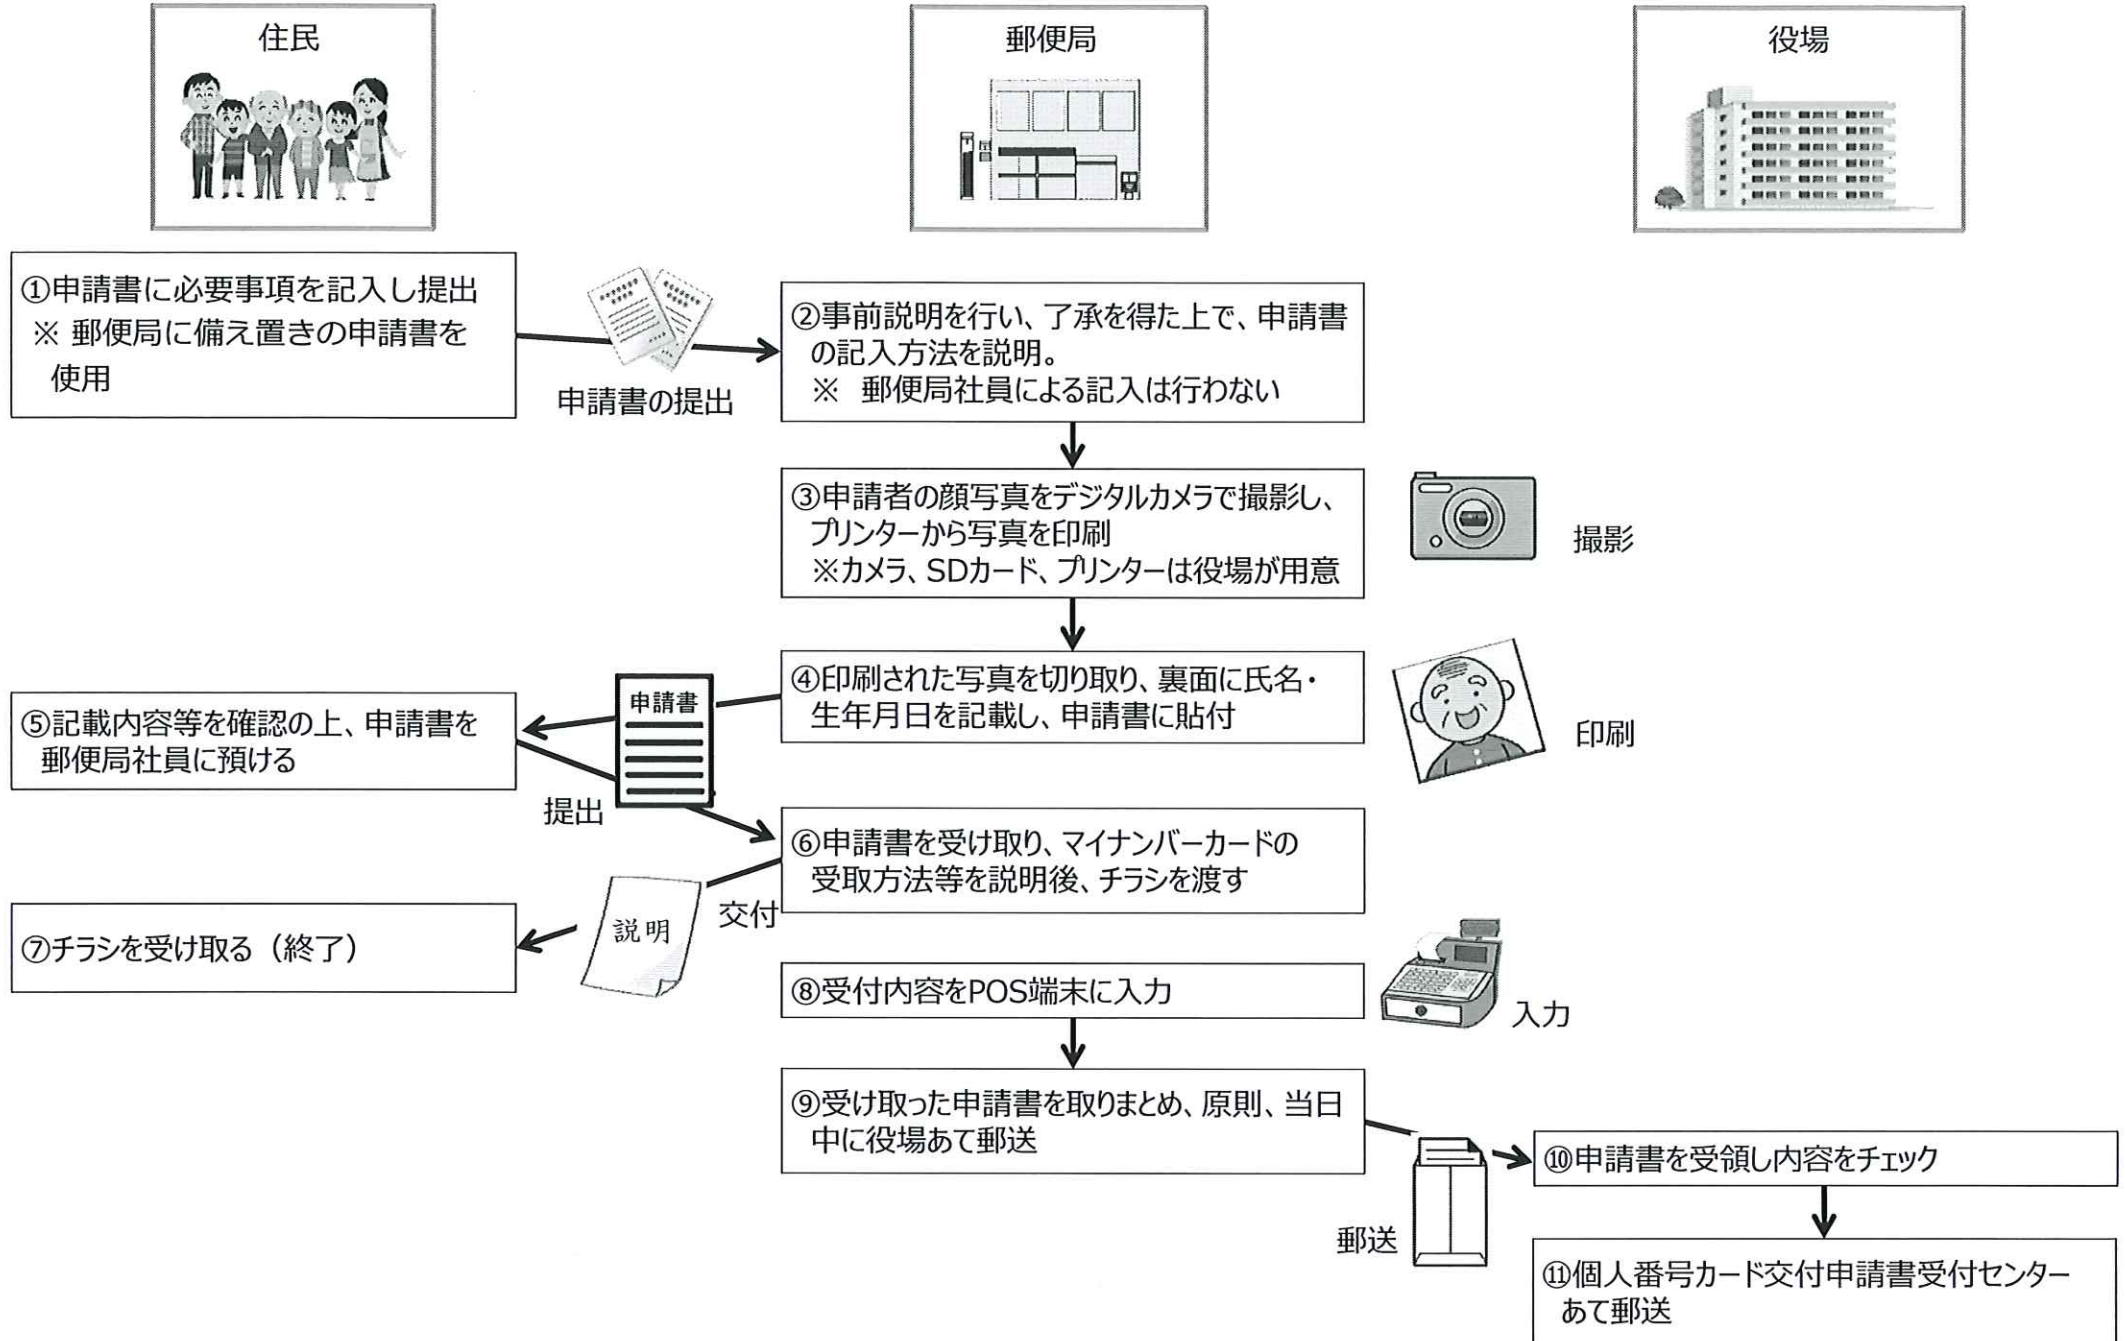 住民
郵便局
役場
①申請書に必要事項を記入し提出
※ 郵便局に備え置きの申請書を
使用
申請書の提出
②事前説明を行い、了承を得た上で、申請書
の記入方法を説明。
※ 郵便局社員による記入は行わない
③申請者の顔写真をデジタルカメラで撮影し、
プリンターから写真を印刷
※カメラ、SDカード、プリンターは役場が用意
撮影
④印刷された写真を切り取り、裏面に氏名・
生年月日を記載し、申請書に貼付
印刷
申請書
⑤記載内容等を確認の上、申請書を
郵便局社員に預ける
提出
⑥申請書を受け取り、マイナンバーカードの
受取方法等を説明後、チラシを渡す
交付
説明
⑦チラシを受け取る（終了）
⑧受付内容をPOS端末に入力
入力
⑨受け取った申請書を取りまとめ、原則、当日
中に役場あて郵送
郵送
⑩申請書を受領し内容をチェック
⑪個人番号カード交付申請書受付センター
あて郵送